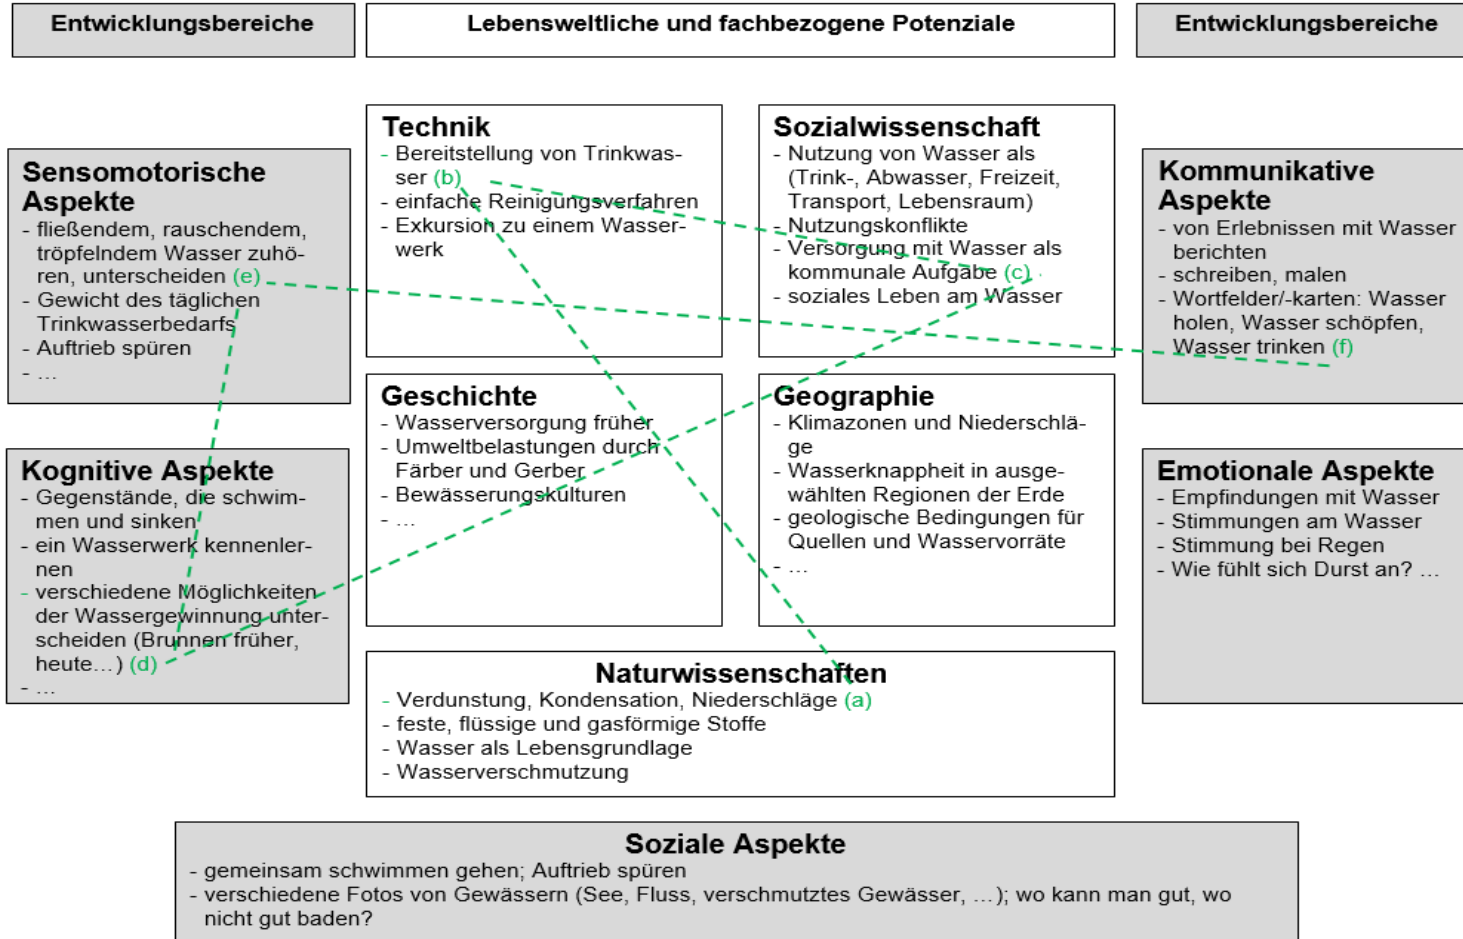 Entwicklungsbereiche
Lebensweltliche und fachbezogene Potenziale
Entwicklungsbereiche
Technik
- Bereitstellung von Trinkwas-
ser (b)
- einfache Reinigungsverfahren
- Exkursion zu einem Wasser-
werk
Sozialwissenschaft
- Nutzung von Wasser als
(Trink-, Abwasser, Freizeit,
Transport, Lebensraum)
- Nutzungskonflikte
- Versorgung mit Wasser als
kommunale Aufgabe (c)
- soziales Leben am Wasser
Sensomotorische
Aspekte
- fließendem, rauschendem,
tröpfelndem Wasser zuhö-
ren, unterscheiden (e)
- Gewicht des täglichen
Trinkwasserbedarfs
- Auftrieb spüren
- …
Kommunikative
Aspekte
- von Erlebnissen mit Wasser
berichten
- schreiben, malen
- Wortfelder/-karten: Wasser
holen, Wasser schöpfen,
Wasser trinken (f)
Geschichte
- Wasserversorgung früher
- Umweltbelastungen durch
Färber und Gerber
- Bewässerungskulturen
- …
Geographie
- Klimazonen und Niederschlä-
ge
- Wasserknappheit in ausge-
wählten Regionen der Erde
- geologische Bedingungen für
Quellen und Wasservorräte
- …
Kognitive Aspekte
- Gegenstände, die schwim-
men und sinken
- ein Wasserwerk kennenler-
nen
- verschiedene Möglichkeiten
der Wassergewinnung unter-
scheiden (Brunnen früher,
heute…) (d)
- …
Emotionale Aspekte
- Empfindungen mit Wasser
- Stimmungen am Wasser
- Stimmung bei Regen
- Wie fühlt sich Durst an? …
Naturwissenschaften
- Verdunstung, Kondensation, Niederschläge (a)
- feste, flüssige und gasförmige Stoffe
- Wasser als Lebensgrundlage
- Wasserverschmutzung
Soziale Aspekte
- gemeinsam schwimmen gehen; Auftrieb spüren
- verschiedene Fotos von Gewässern (See, Fluss, verschmutztes Gewässer, …); wo kann man gut, wo
nicht gut baden?